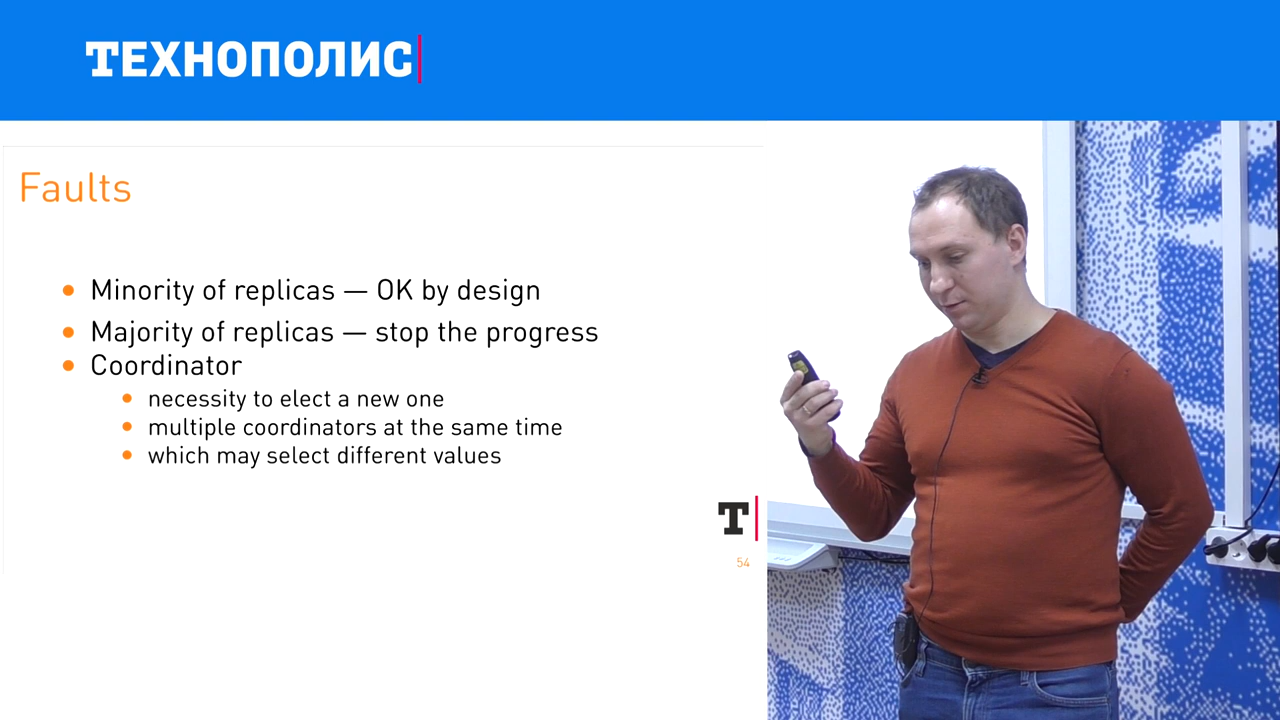 ТЕХНОПОЛИС
Faults
Minority of replicas — OK by design
Majority of replicas — stop the progress
Coordinator
necessity to elect a new one
multiple coordinators at the same time
which may select different values
Т
54